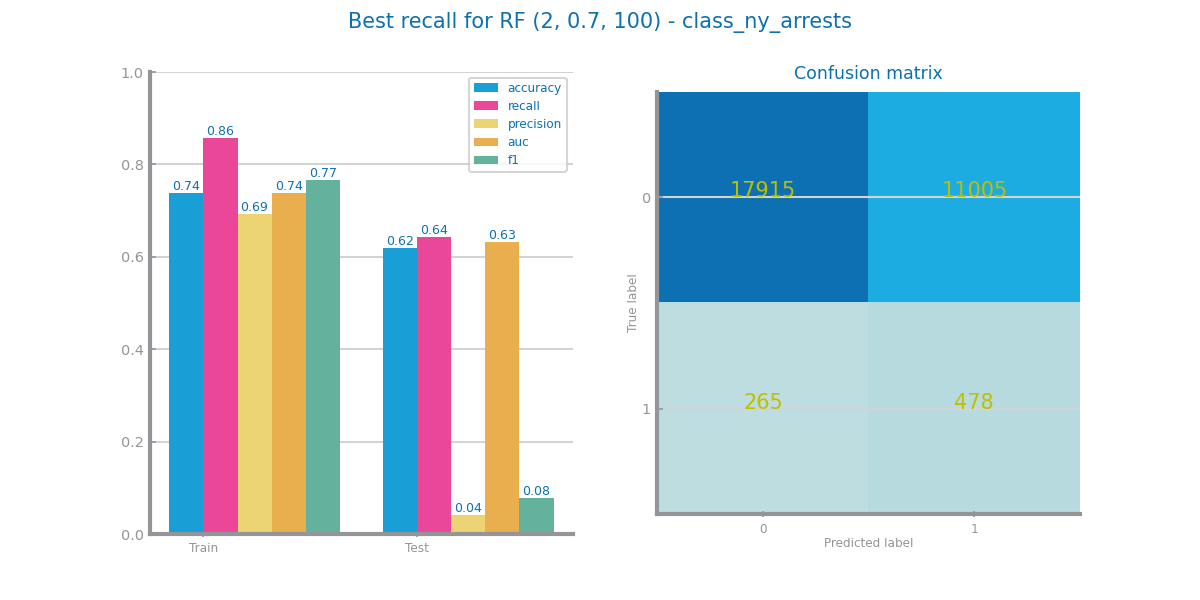 Best recall for RF (2, 0.7, 100) - class_ny_arrests
1.0
0.8
0.6
0.4
0.2
0.0
accuracy
recall
precision
auc
f1
0.74
0.86
0.69
0.74
0.77
0.62
0.64
0.04
0.63
0.08
Train
Test
Confusion matrix
True label
0
1
17915
11005
265
478
0
1
Predicted label